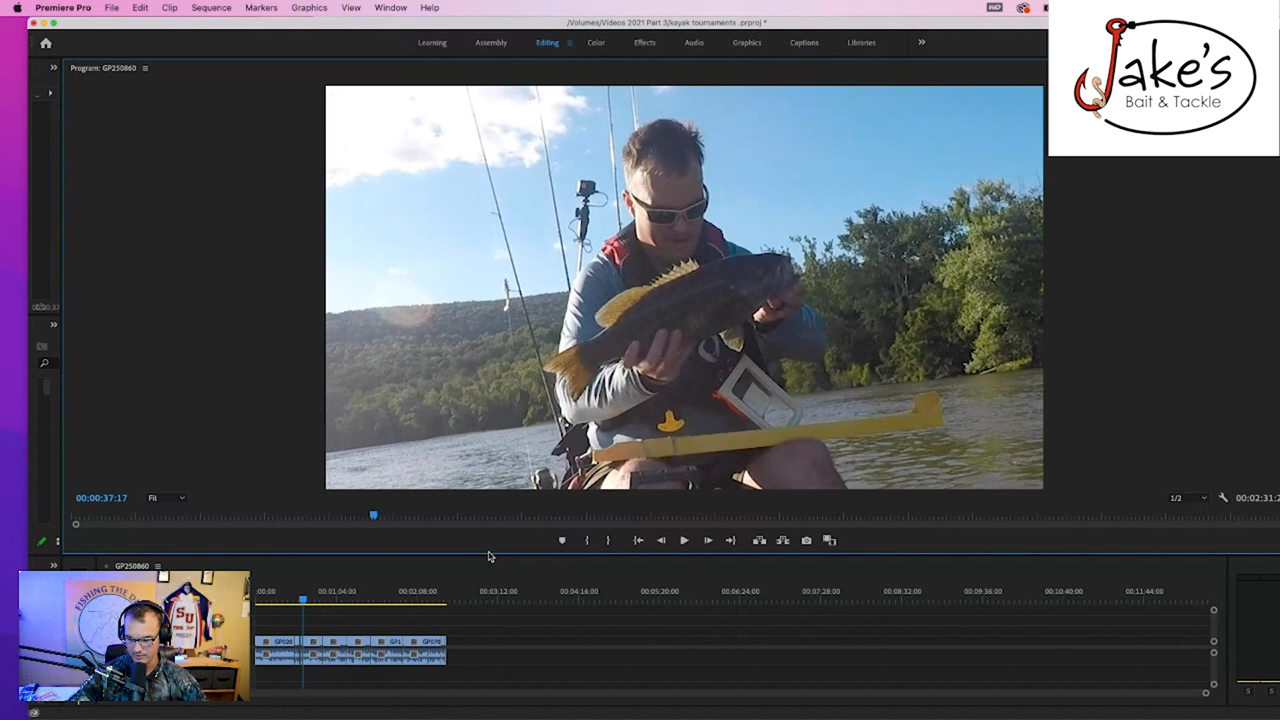 Premiere Pro File Edit Clip Sequence Markers Graphics View Window Help
/Volumes/Videos 2021 Part 3/kayak tournaments .prproj *
Learning Assembly Editing Color Effects Audio Graphics Captions Libraries
Jake's
Bait & Tackle
Program: GP250860
00:00:37:17 Fit 1/2
GP250860
:00:00 00:01:04:00 00:02:08:00 00:03:12:00 00:04:16:00 00:05:20:00 00:06:24:00 00:07:28:00 00:08:32:00 00:09:36:00 00:10:40:00 00:11:44:00
FISHING THE
SU
GP020 GP1 GP070
S S